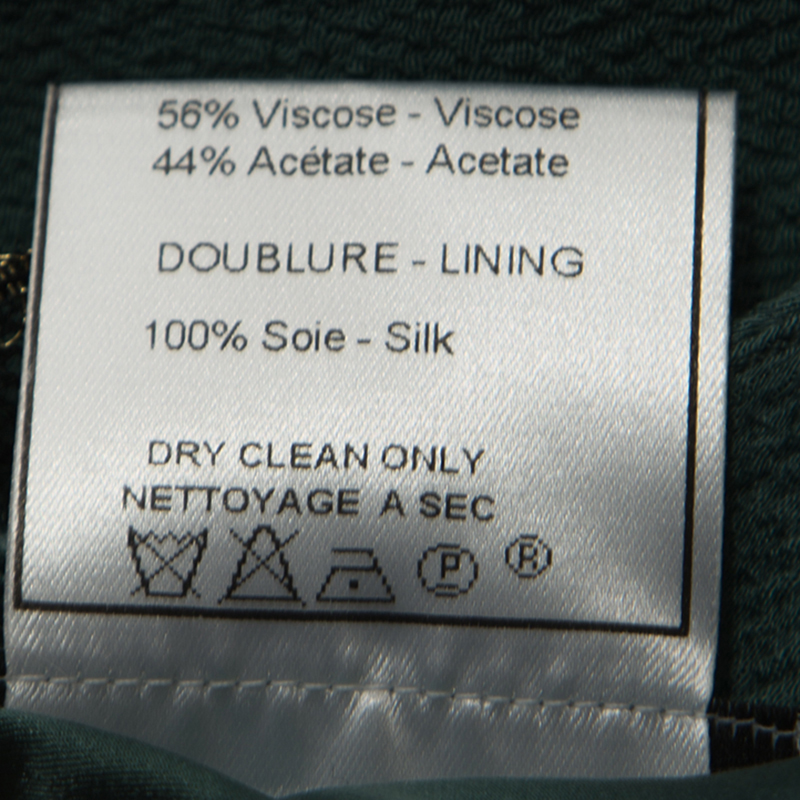 56% Viscose - Viscose
44% Acétate - Acetate
DOUBLURE - LINING
100% Soie - Silk
DRY CLEAN ONLY
NETTOYAGE A SEC
P R